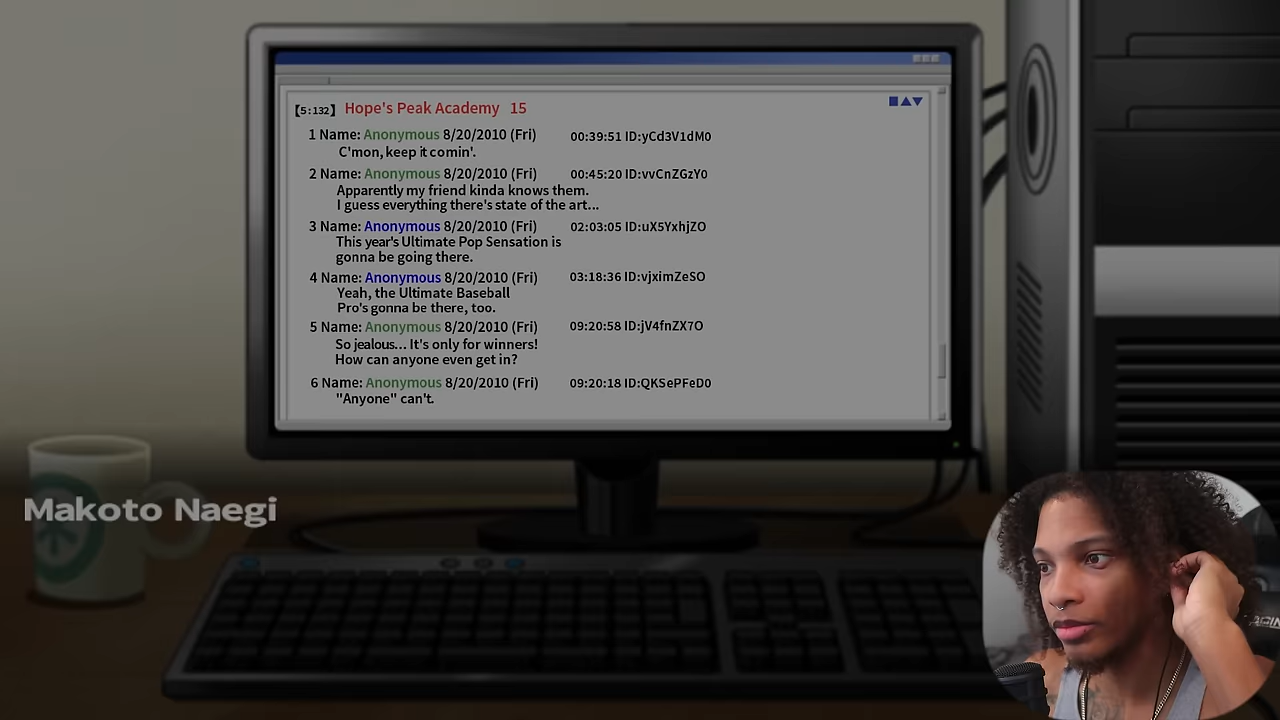 【5:132】 Hope's Peak Academy 15
1 Name: Anonymous 8/20/2010 (Fri) 00:39:51 ID:yCd3V1dM0
C'mon, keep it comin'.
2 Name: Anonymous 8/20/2010 (Fri) 00:45:20 ID:vvCnZGzY0
Apparently my friend kinda knows them.
I guess everything there's state of the art...
3 Name: Anonymous 8/20/2010 (Fri) 02:03:05 ID:uX5YxhjZO
This year's Ultimate Pop Sensation is
gonna be going there.
4 Name: Anonymous 8/20/2010 (Fri) 03:18:36 ID:vjximZeSO
Yeah, the Ultimate Baseball
Pro's gonna be there, too.
5 Name: Anonymous 8/20/2010 (Fri) 09:20:58 ID:jV4fnZX7O
So jealous... It's only for winners!
How can anyone even get in?
6 Name: Anonymous 8/20/2010 (Fri) 09:20:18 ID:QKSePFeD0
"Anyone" can't.
Makoto Naegi